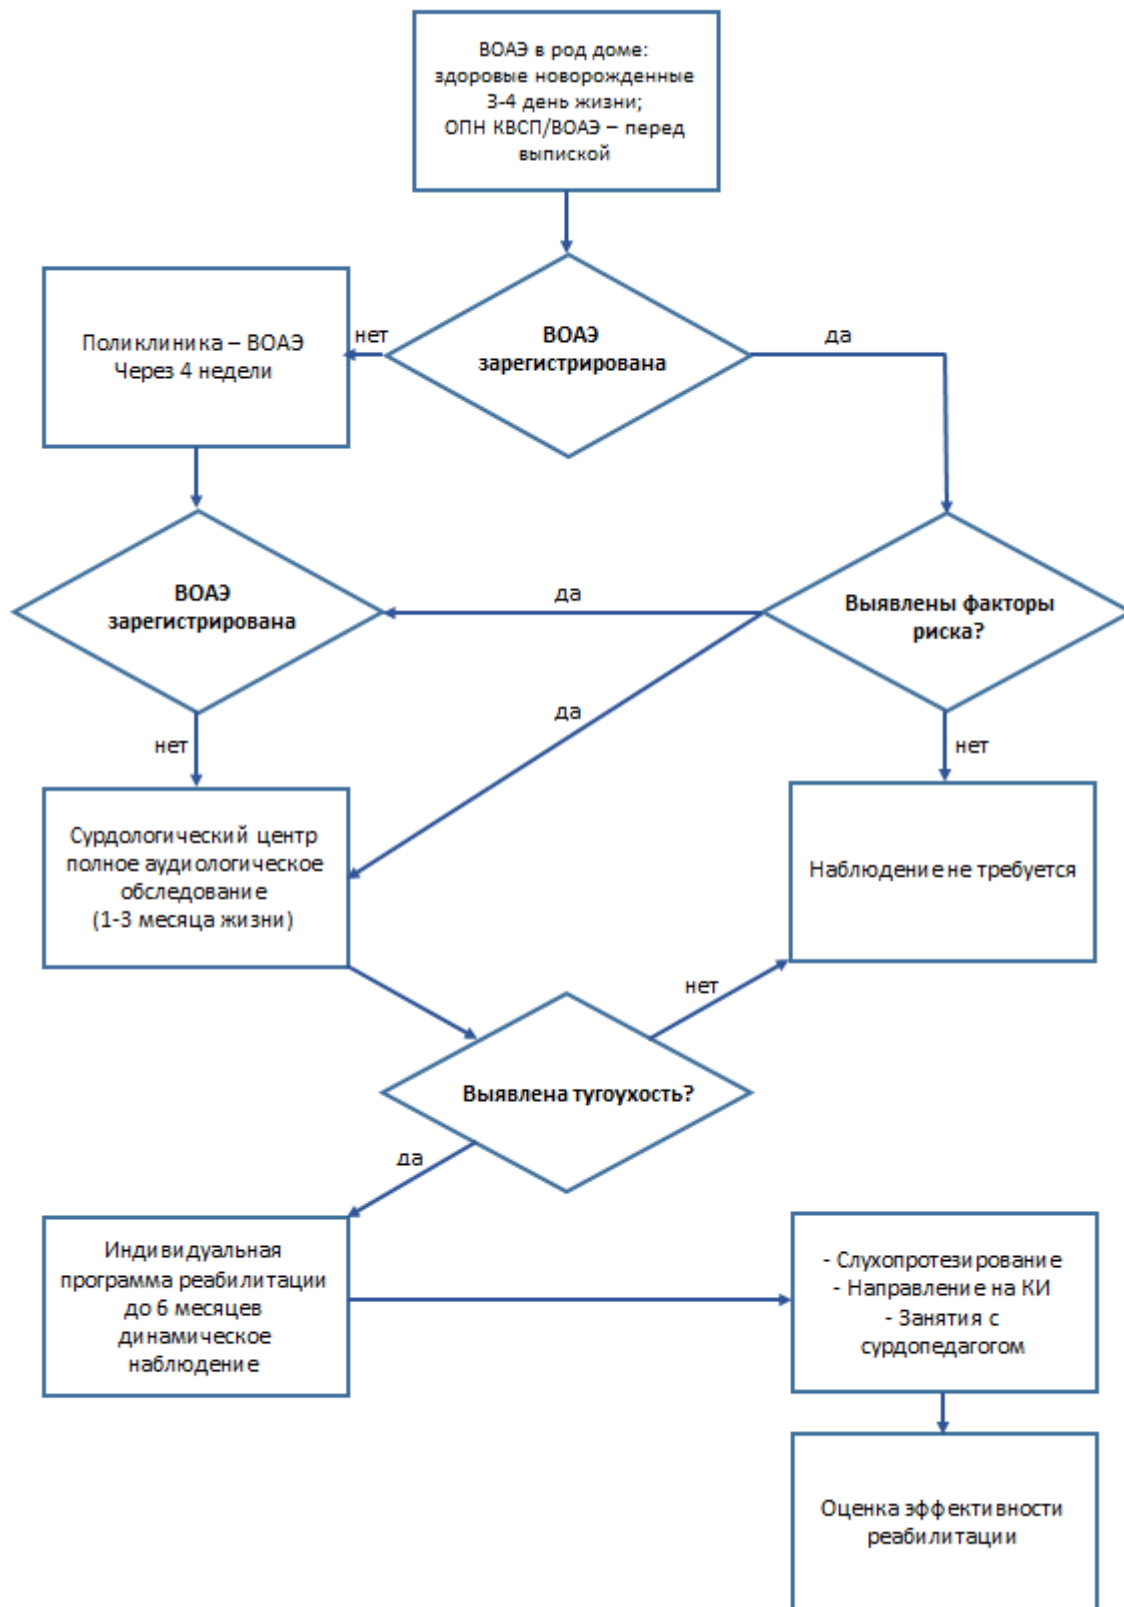 ВОАЭ в род доме:
здоровые новорожденные
3-4 день жизни;
ОПН КВСП/ВОАЭ – перед
выпиской
Поликлиника – ВОАЭ
Через 4 недели
нет
ВОАЭ
зарегистрирована
да
ВОАЭ
зарегистрирована
да
Выявлены факторы
риска?
да
нет
нет
Сурдологический центр
полное аудиологическое
обследование
(1-3 месяца жизни)
Наблюдение не требуется
нет
Выявлена тугоухость?
да
Индивидуальная
программа реабилитации
до 6 месяцев
динамическое
наблюдение
- Слухопротезирование
- Направление на КИ
- Занятия с
сурдопедагогом
Оценка эффективности
реабилитации